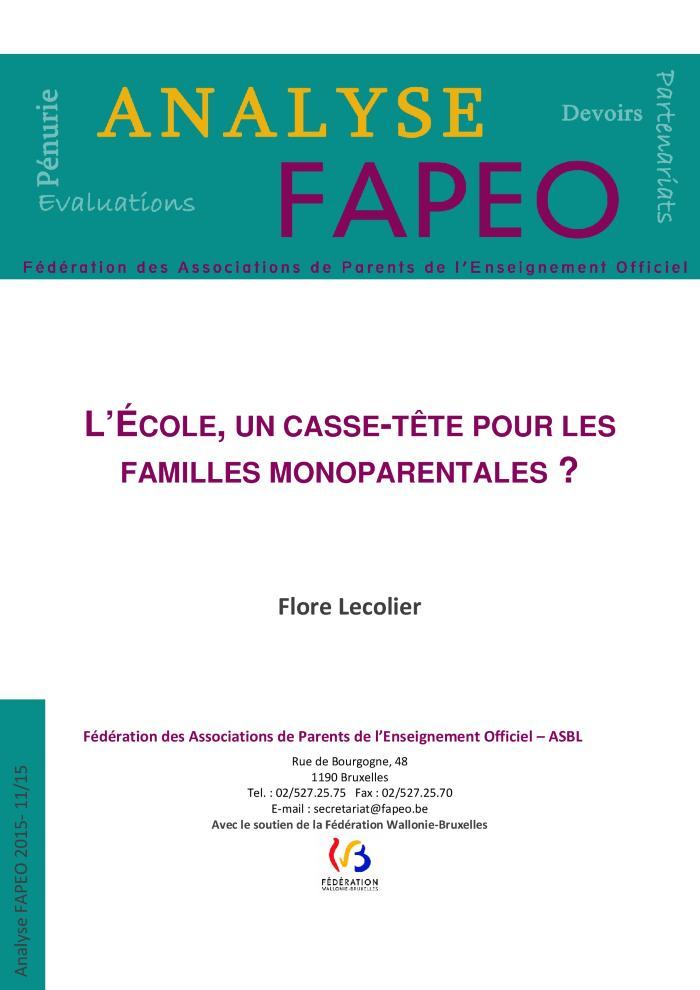 Pénurie
ANALYSE
Devoirs
Partenariats
Evaluations
FAPEO
Fédération des Associations de Parents de l'Enseignement Officiel
L'ÉCOLE, UN CASSE-TÊTE POUR LES
FAMILLES MONOPARENTALES ?
Flore Lecolier
Fédération des Associations de Parents de l'Enseignement Officiel – ASBL
Rue de Bourgogne, 48
1190 Bruxelles
Tel. : 02/527.25.75 Fax : 02/527.25.70
E-mail : secretariat@fapeo.be
Avec le soutien de la Fédération Wallonie-Bruxelles
FÉDÉRATION
WALLONIE-BRUXELLES
Analyse FAPEO 2015- 11/15